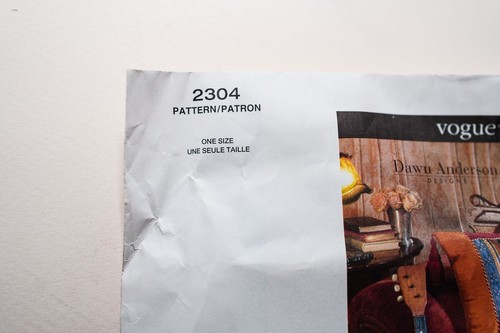 2304
PATTERN/PATRON
ONE SIZE
UNE SEULE TAILLE
vogue
Dawn Anderson
DESIGNS